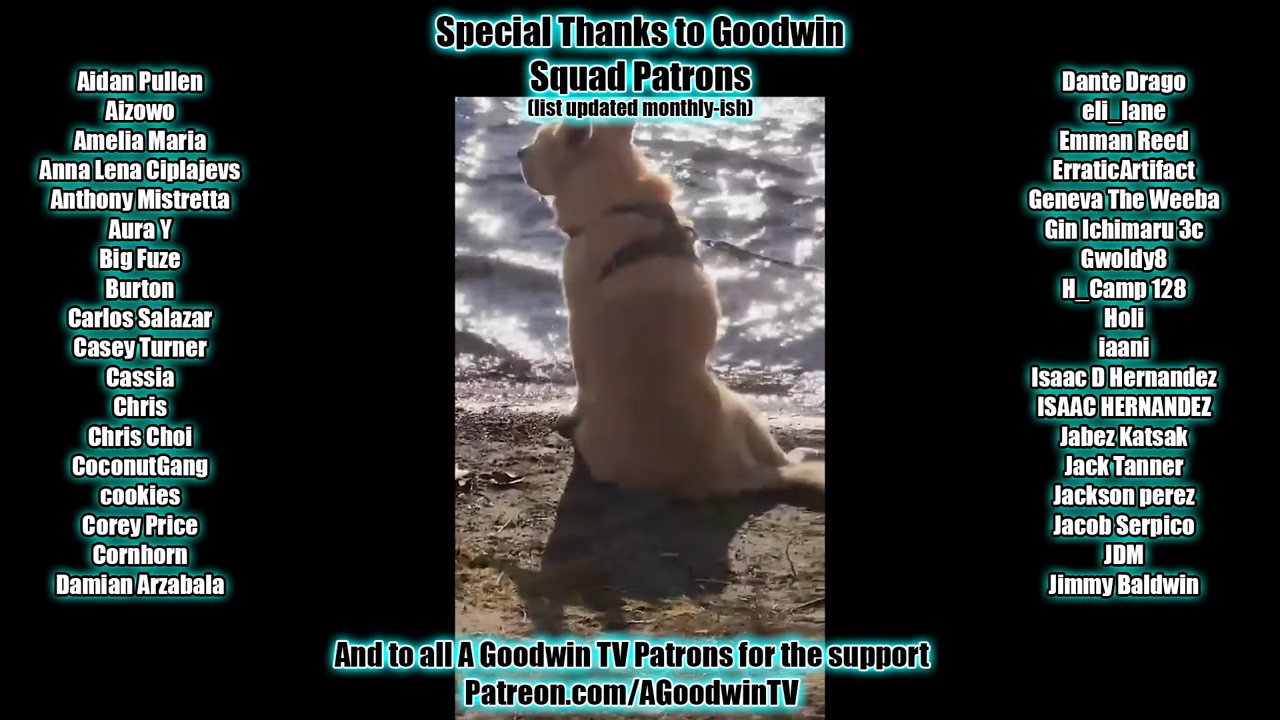 Special Thanks to Goodwin
Squad Patrons
(list updated monthly-ish)
Aidan Pullen
Aizowo
Amelia Maria
Anna Lena Ciplajevs
Anthony Mistretta
Aura Y
Big Fuze
Burton
Carlos Salazar
Casey Turner
Cassia
Chris
Chris Choi
CoconutGang
cookies
Corey Price
Cornhorn
Damian Arzabala
Dante Drago
eli_lane
Emman Reed
ErraticArtifact
Geneva The Weeba
Gin Ichimaru 3c
Gwoldy8
H_Camp 128
Holi
iaani
Isaac D Hernandez
ISAAC HERNANDEZ
Jabez Katsak
Jack Tanner
Jackson perez
Jacob Serpico
JDM
Jimmy Baldwin
And to all A Goodwin TV Patrons for the support
Patreon.com/AGoodwinTV